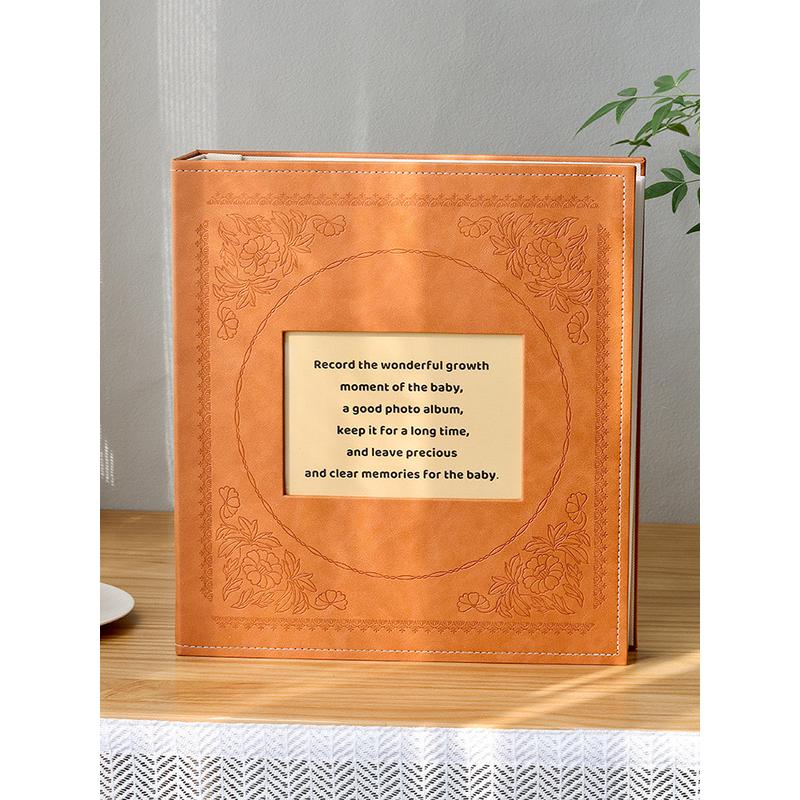 Record the wonderful growth
moment of the baby,
a good photo album,
keep it for a long time,
and leave precious
and clear memories for the baby.